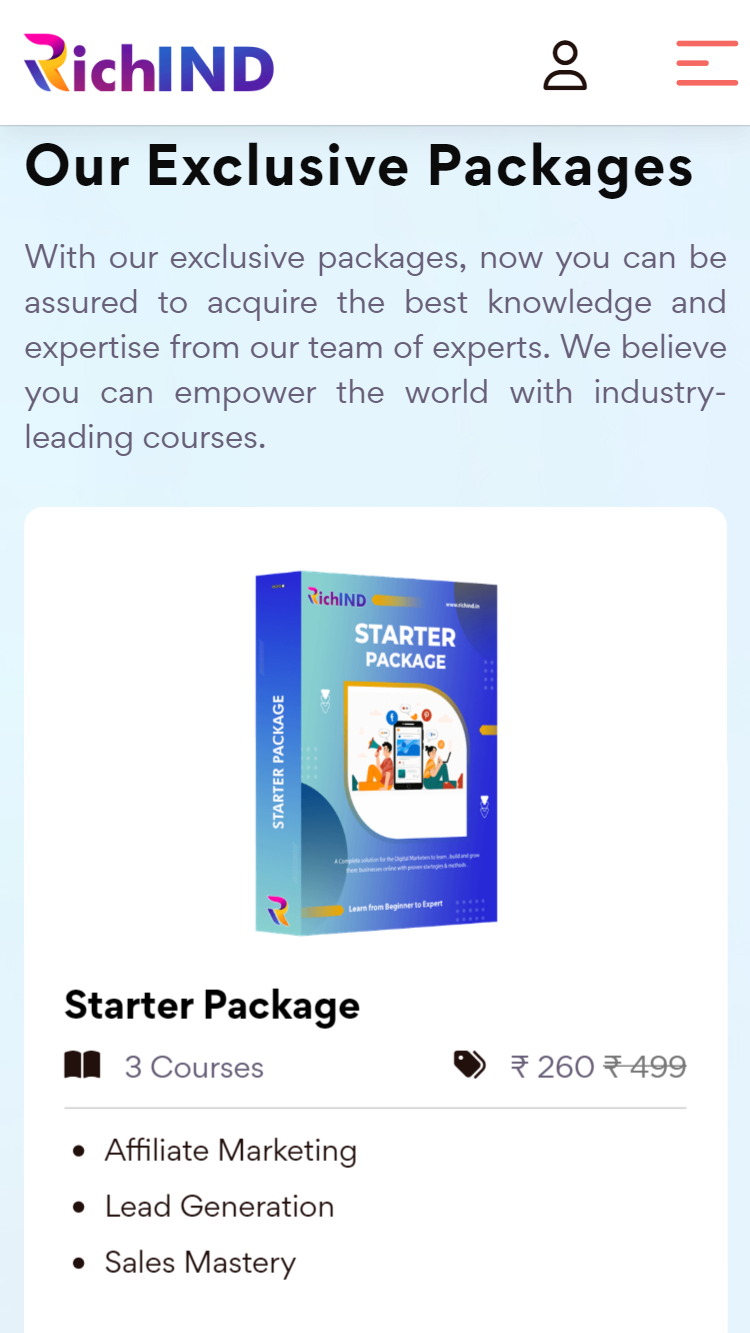 RichIND
Our Exclusive Packages
With our exclusive packages, now you can be
assured to acquire the best knowledge and
expertise from our team of experts. We believe
you can empower the world with industry-
leading courses.
RichIND
www.richind.in
STARTER
PACKAGE
STARTER PACKAGE
A Complete solution for the Digital Marketers to learn, build and grow
there businesses online with proven startegies & methods.
Learn from Beginner to Expert
Starter Package
3 Courses
₹ 260 ₹ 499
• Affiliate Marketing
• Lead Generation
• Sales Mastery